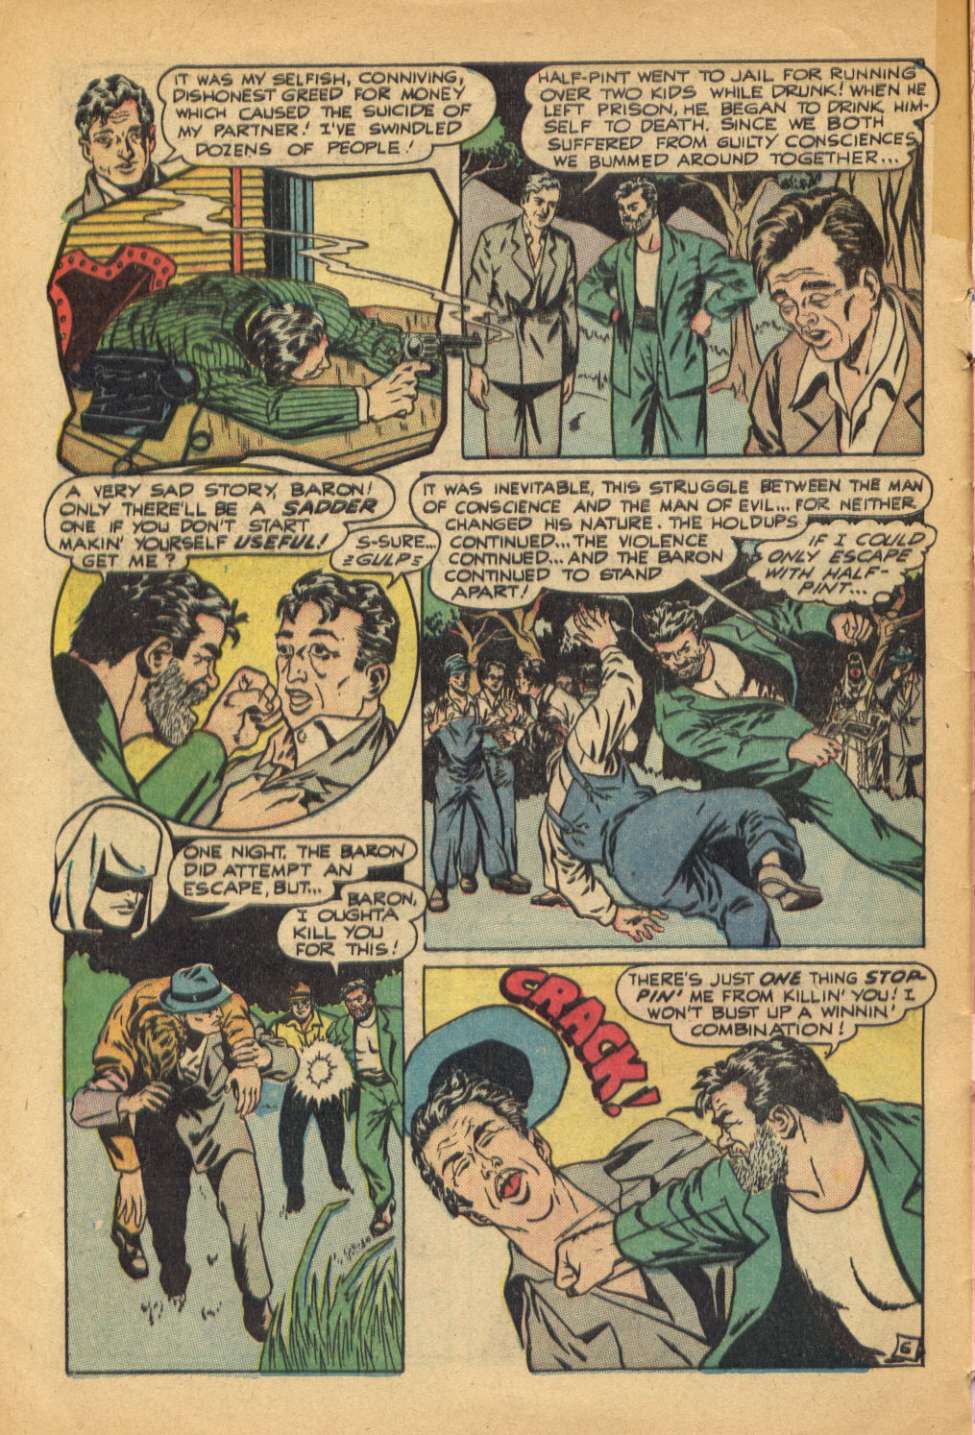 IT WAS MY SELFISH, CONNIVING,
DISHONEST GREED FOR MONEY
WHICH CAUSED THE SUICIDE OF
MY PARTNER! I'VE SWINDLED
DOZENS OF PEOPLE!
HALF-PINT WENT TO JAIL FOR RUNNING
OVER TWO KIDS WHILE DRUNK! WHEN HE
LEFT PRISON, HE BEGAN TO DRINK HIM-
SELF TO DEATH. SINCE WE BOTH
SUFFERED FROM GUILTY CONSCIENCES,
WE BUMMED AROUND TOGETHER...
A VERY SAD STORY, BARON!
ONLY THERE'LL BE A SADDER
ONE IF YOU DON'T START
MAKIN' YOURSELF USEFUL!
GET ME?
S-SURE...
GULP
IT WAS INEVITABLE, THIS STRUGGLE BETWEEN THE MAN
OF CONSCIENCE AND THE MAN OF EVIL... FOR NEITHER
CHANGED HIS NATURE. THE HOLDUPS
CONTINUED... THE VIOLENCE
CONTINUED... AND THE BARON
CONTINUED TO STAND
APART!
IF I COULD
ONLY ESCAPE
WITH HALF-
PINT...
ONE NIGHT, THE BARON
DID ATTEMPT AN
ESCAPE, BUT...
BARON,
I OUGHTA
KILL YOU
FOR THIS!
CRACK!
THERE'S JUST ONE THING STOP-
PIN' ME FROM KILLIN' YOU! I
WON'T BUST UP A WINNIN'
COMBINATION!
6